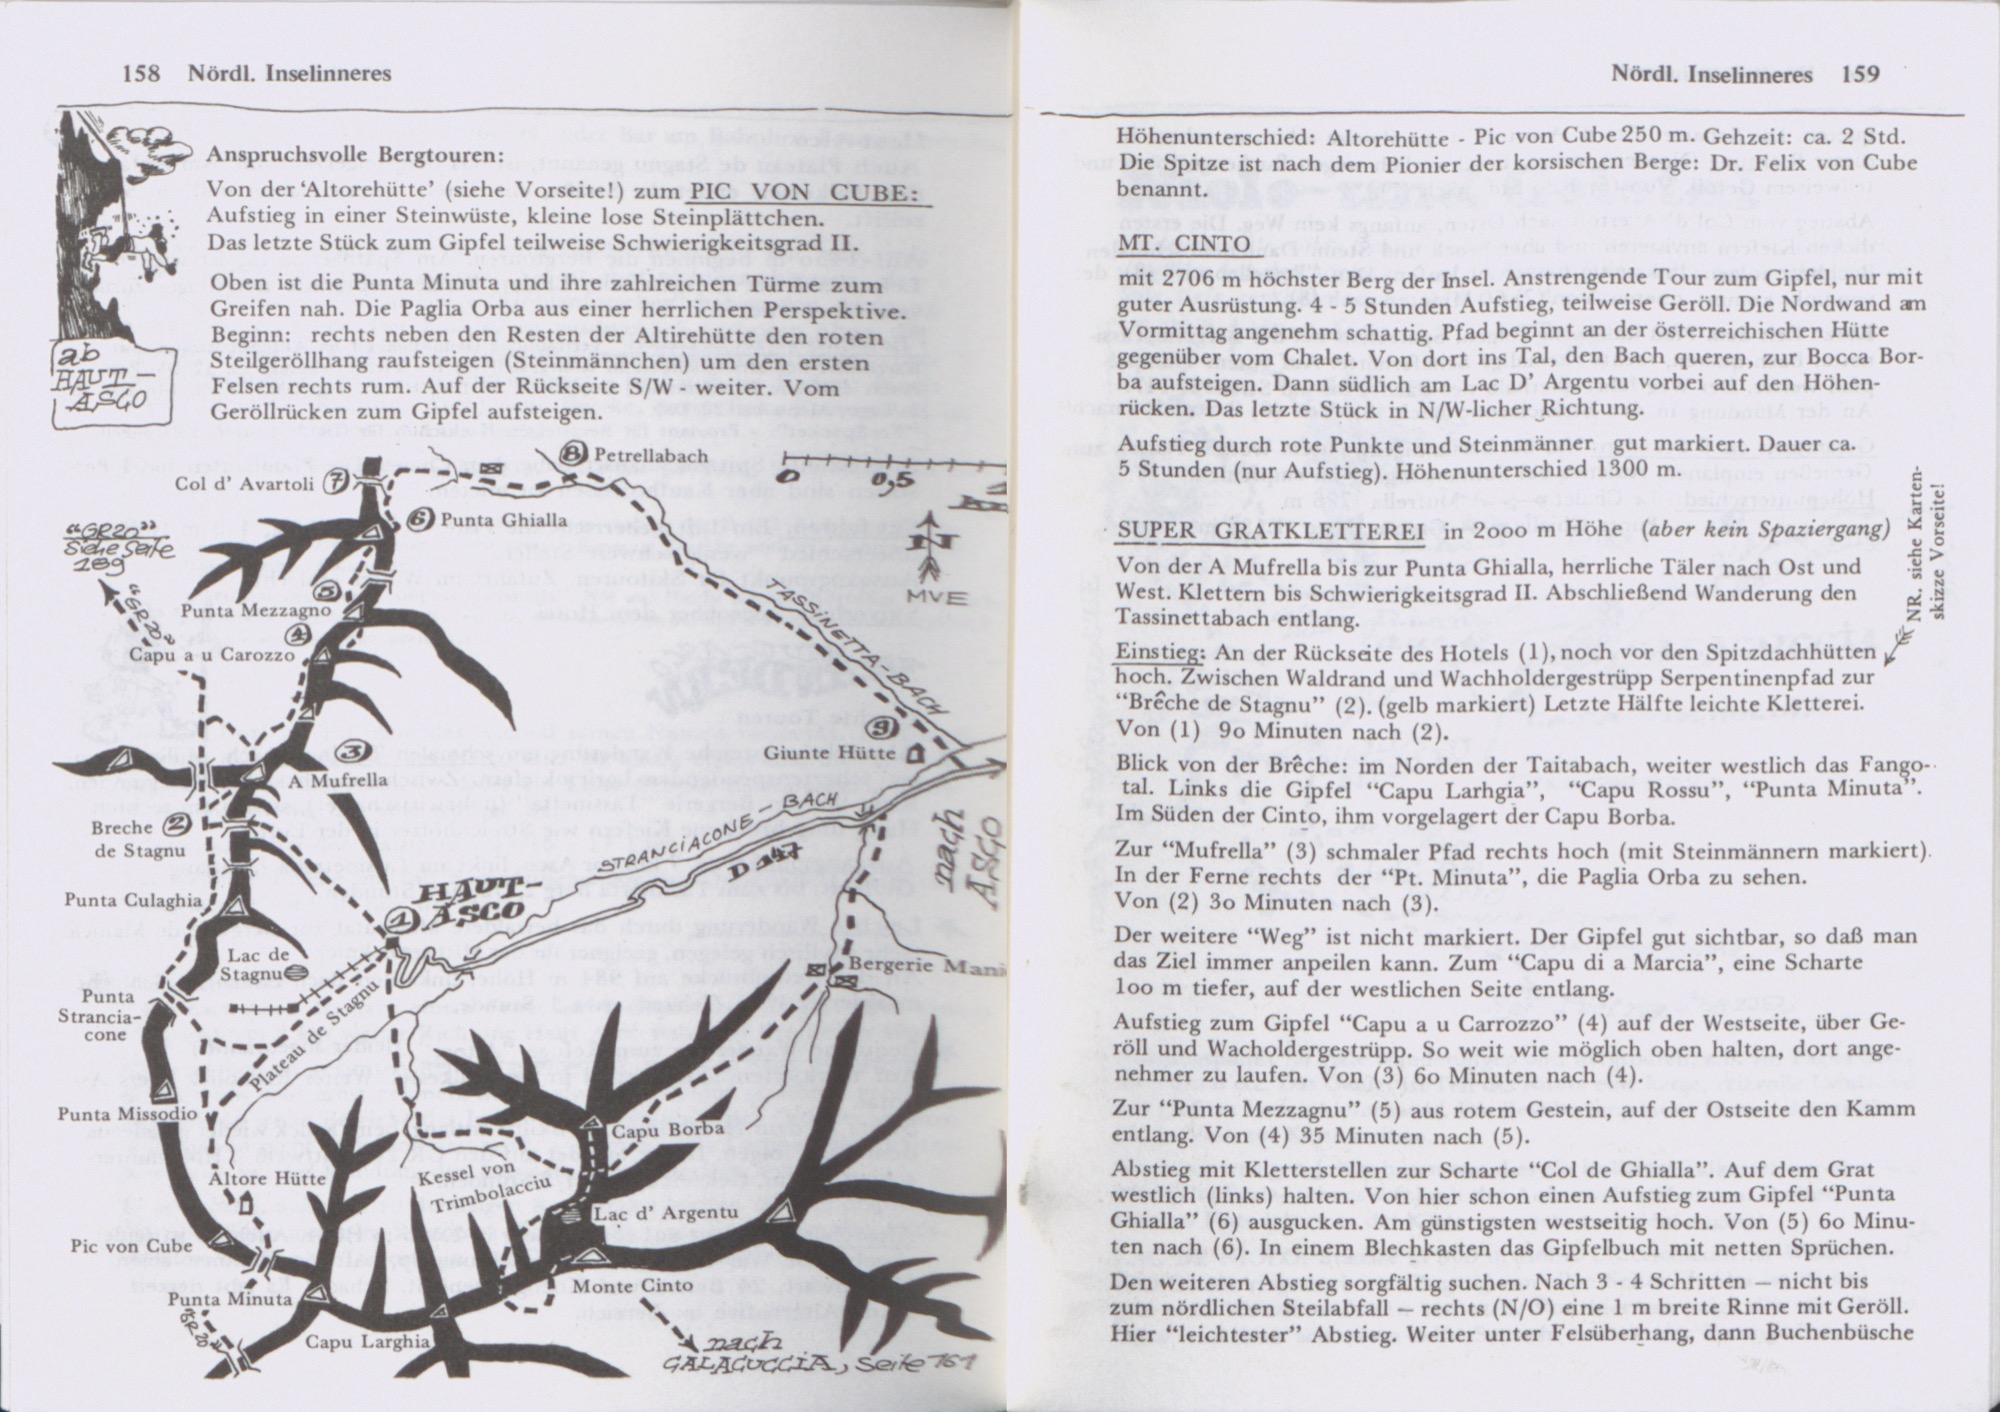 158 Nördl. Inselinneres
Anspruchsvolle Bergtouren:
Von der ‘Altorehütte’ (siehe Vorseite!) zum PIC VON CUBE:
Aufstieg in einer Steinwüste, kleine lose Steinplättchen.
Das letzte Stück zum Gipfel teilweise Schwierigkeitsgrad II.
Oben ist die Punta Minuta und ihre zahlreichen Türme zum
Greifen nah. Die Paglia Orba aus einer herrlichen Perspektive.
Beginn: rechts neben den Resten der Altirehütte den roten
Steilgeröllhang raufsteigen (Steinmännchen) um den ersten
Felsen rechts rum. Auf der Rückseite S/W - weiter. Vom
Geröllrücken zum Gipfel aufsteigen.
ab
HAUT-
ASCO
Col d’ Avartoli 7
8 Petrellabach
0 0,5
6 Punta Ghialla
“GR20”
siehe Seite
189
“GR20”
N
MVE
5
Punta Mezzagno
4
Capu a u Carozzo
TASSINETTA-BACH
3
A Mufrella
9
Giunte Hütte
Breche 2
de Stagnu
STRANCIACONE-BACH
D 147
nach
ASCO
Punta Culaghia
HAUT-
ASCO
1
Lac de
Stagnu
Bergerie Mani
Punta
Strancia-
cone
Plateau de Stagnu
Punta Missodio
Capu Borba
Altore Hütte
Kessel von
Trimbolacciu
Lac d’ Argentu
Pic von Cube
Monte Cinto
Punta Minuta
GR20
Capu Larghia
nach
GALACUCCIA, Seite 161
Nördl. Inselinneres 159
Höhenunterschied: Altorehütte - Pic von Cube 250 m. Gehzeit: ca. 2 Std.
Die Spitze ist nach dem Pionier der korsischen Berge: Dr. Felix von Cube
benannt.
MT. CINTO
mit 2706 m höchster Berg der Insel. Anstrengende Tour zum Gipfel, nur mit
guter Ausrüstung. 4 - 5 Stunden Aufstieg, teilweise Geröll. Die Nordwand am
Vormittag angenehm schattig. Pfad beginnt an der österreichischen Hütte
gegenüber vom Chalet. Von dort ins Tal, den Bach queren, zur Bocca Bor-
ba aufsteigen. Dann südlich am Lac D’ Argentu vorbei auf den Höhen-
rücken. Das letzte Stück in N/W-licher Richtung.
Aufstieg durch rote Punkte und Steinmänner gut markiert. Dauer ca.
5 Stunden (nur Aufstieg). Höhenunterschied 1300 m.
SUPER GRATKLETTEREI in 2000 m Höhe (aber kein Spaziergang)
NR. siehe Karten-
skizze Vorseite!
Von der A Mufrella bis zur Punta Ghialla, herrliche Täler nach Ost und
West. Klettern bis Schwierigkeitsgrad II. Abschließend Wanderung den
Tassinettabach entlang.
Einstieg: An der Rückseite des Hotels (1), noch vor den Spitzdachhütten
hoch. Zwischen Waldrand und Wachholdergestrüpp Serpentinenpfad zur
“Brêche de Stagnu” (2). (gelb markiert) Letzte Hälfte leichte Kletterei.
Von (1) 90 Minuten nach (2).
Blick von der Brêche: im Norden der Taitabach, weiter westlich das Fango-
tal. Links die Gipfel “Capu Larhgia”, “Capu Rossu”, “Punta Minuta”.
Im Süden der Cinto, ihm vorgelagert der Capu Borba.
Zur “Mufrella” (3) schmaler Pfad rechts hoch (mit Steinmännern markiert).
In der Ferne rechts der “Pt. Minuta”, die Paglia Orba zu sehen.
Von (2) 30 Minuten nach (3).
Der weitere “Weg” ist nicht markiert. Der Gipfel gut sichtbar, so daß man
das Ziel immer anpeilen kann. Zum “Capu di a Marcia”, eine Scharte
100 m tiefer, auf der westlichen Seite entlang.
Aufstieg zum Gipfel “Capu a u Carrozzo” (4) auf der Westseite, über Ge-
röll und Wacholdergestrüpp. So weit wie möglich oben halten, dort ange-
nehmer zu laufen. Von (3) 60 Minuten nach (4).
Zur “Punta Mezzagnu” (5) aus rotem Gestein, auf der Ostseite den Kamm
entlang. Von (4) 35 Minuten nach (5).
Abstieg mit Kletterstellen zur Scharte “Col de Ghialla”. Auf dem Grat
westlich (links) halten. Von hier schon einen Aufstieg zum Gipfel “Punta
Ghialla” (6) ausgucken. Am günstigsten westseitig hoch. Von (5) 60 Minu-
ten nach (6). In einem Blechkasten das Gipfelbuch mit netten Sprüchen.
Den weiteren Abstieg sorgfältig suchen. Nach 3 - 4 Schritten — nicht bis
zum nördlichen Steilabfall — rechts (N/O) eine 1 m breite Rinne mit Geröll.
Hier “leichtester” Abstieg. Weiter unter Felsüberhang, dann Buchenbüsche